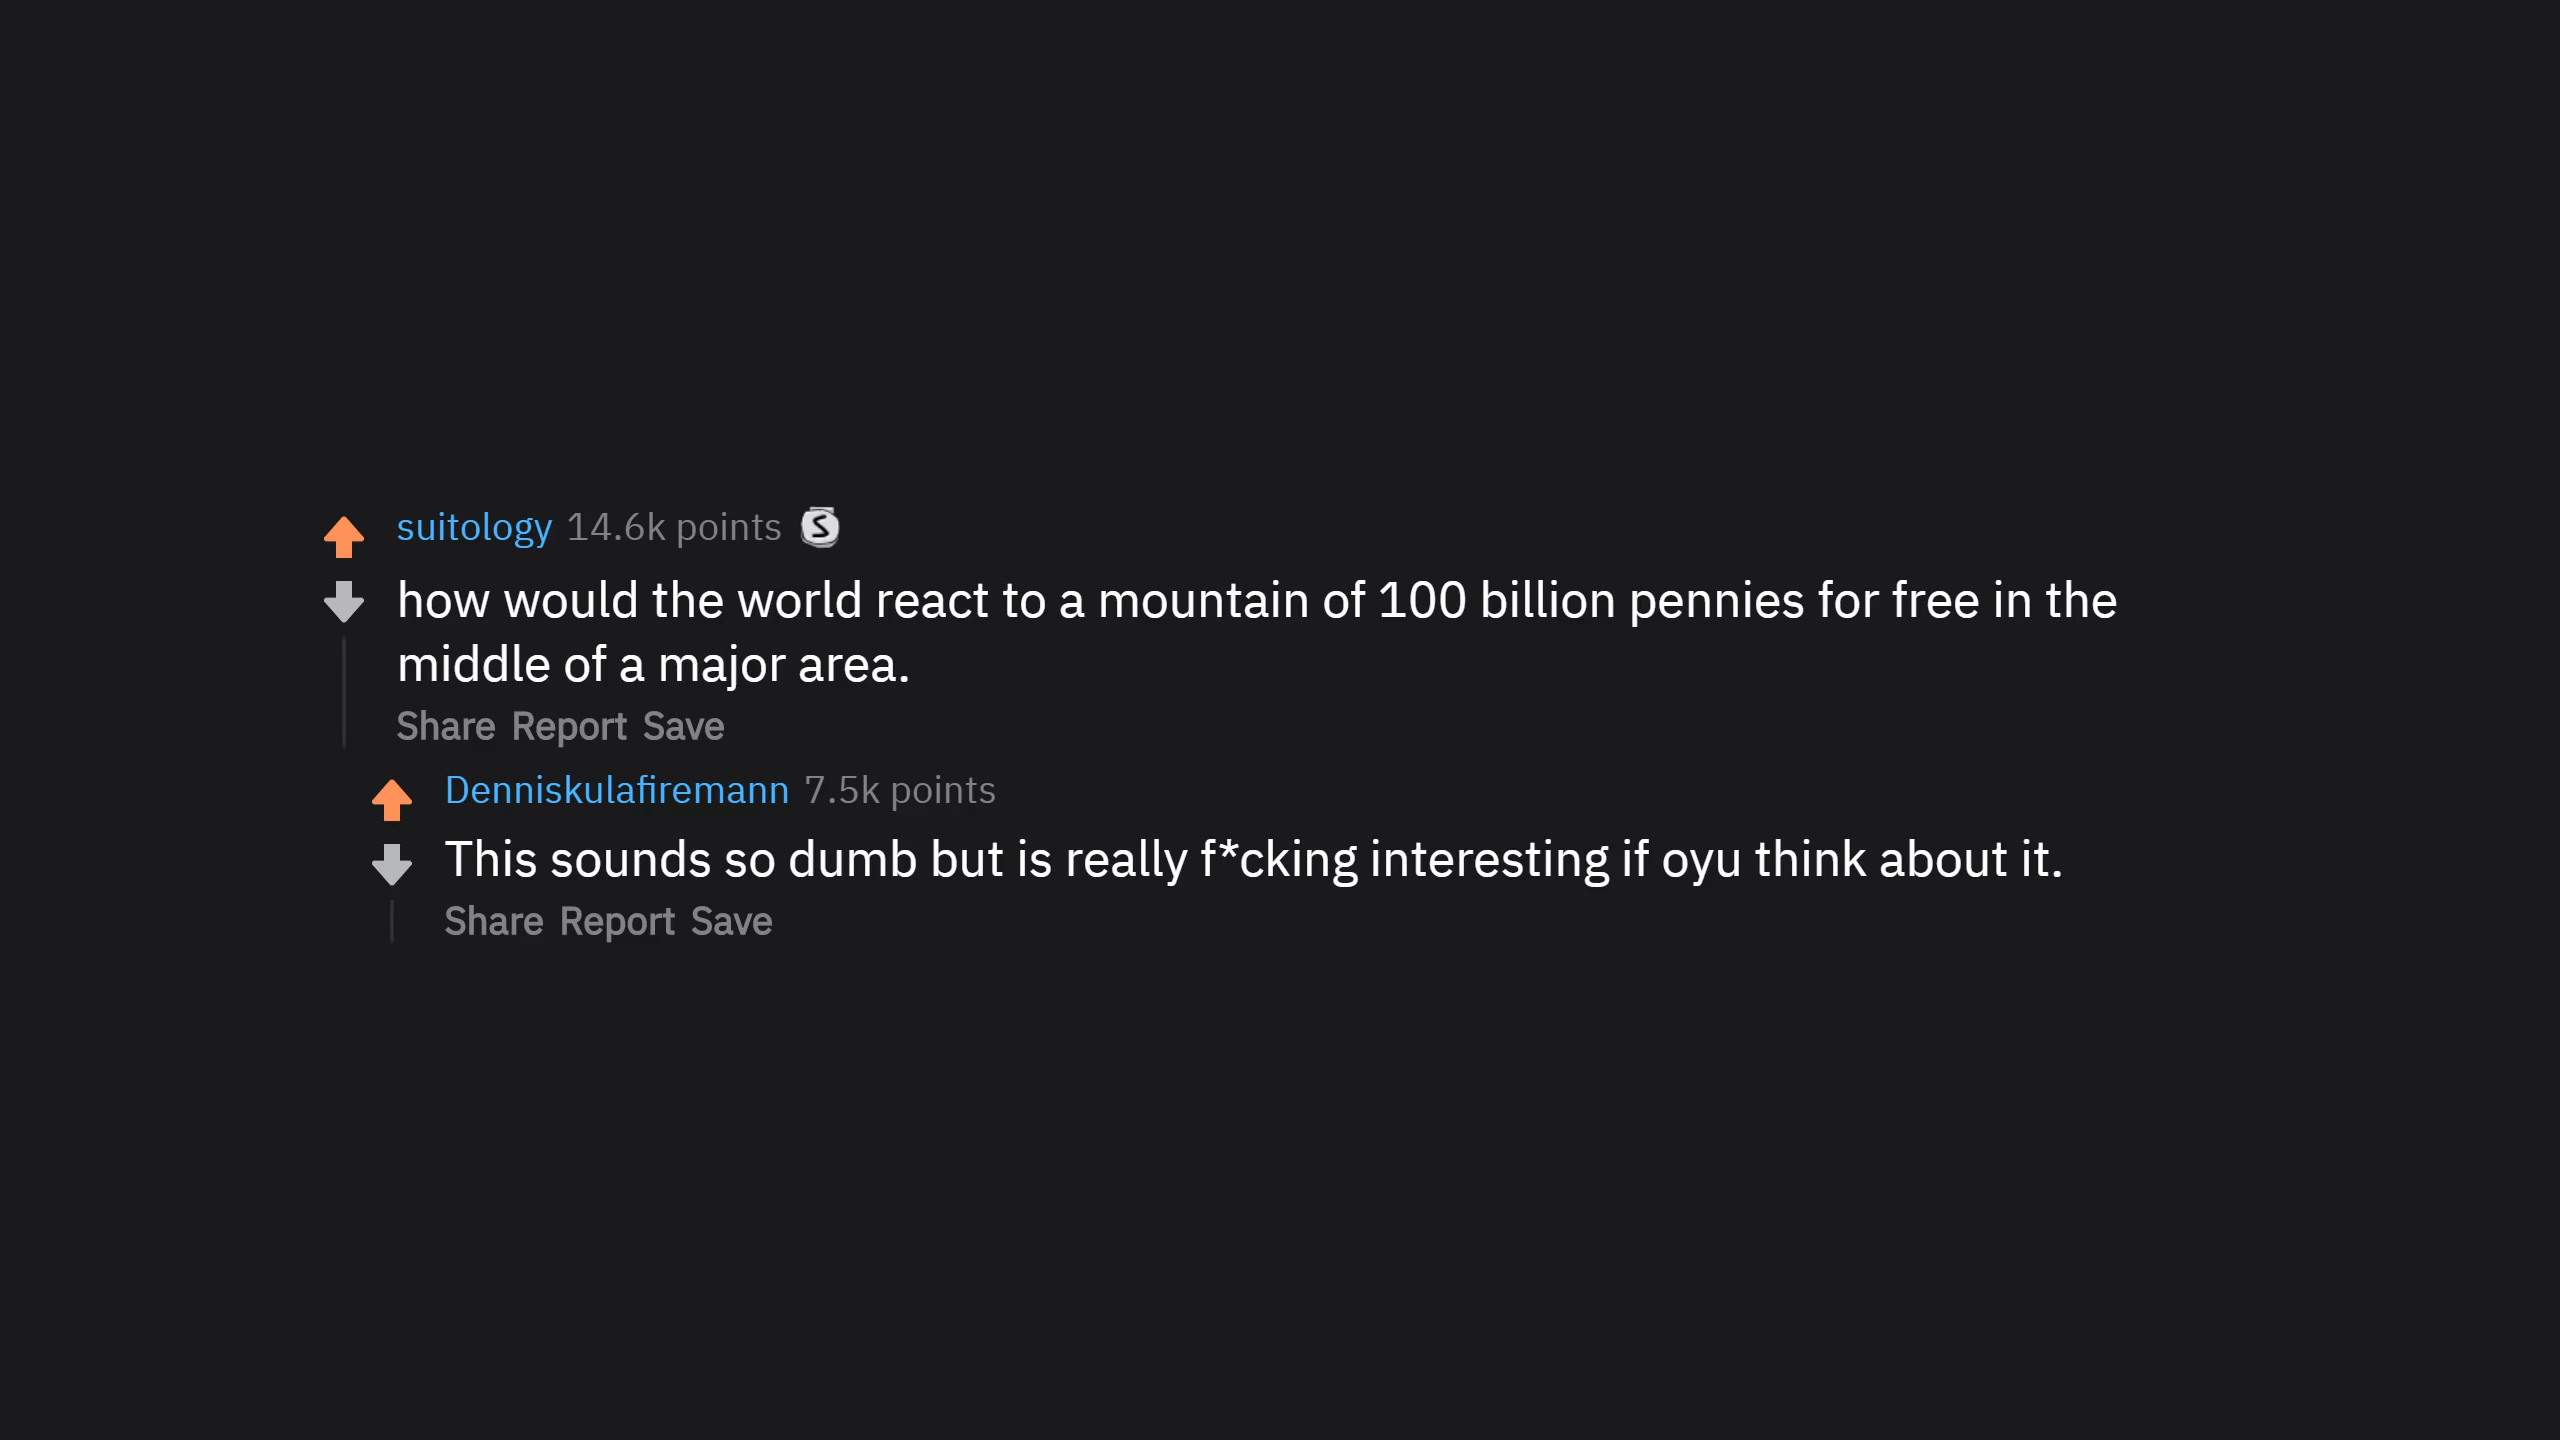 suitology 14.6k points S
how would the world react to a mountain of 100 billion pennies for free in the
middle of a major area.
Share Report Save
Denniskulafiremann 7.5k points
This sounds so dumb but is really f*cking interesting if oyu think about it.
Share Report Save